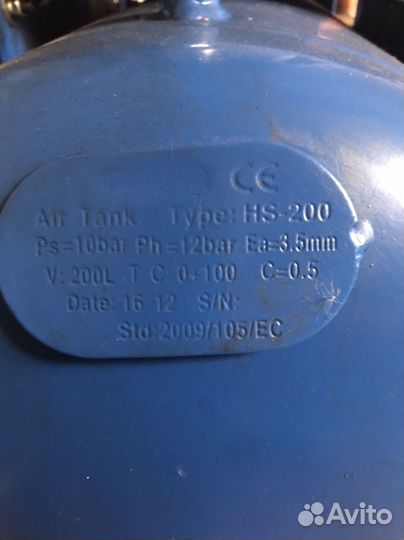 CE
Air Tank Type: HS-200
Ps=10bar Ph=12bar Ea=3.5mm
V: 200L T C 0+100 C=0.5
Date: 16 12 S/N:
Std:2009/105/EC
Avito